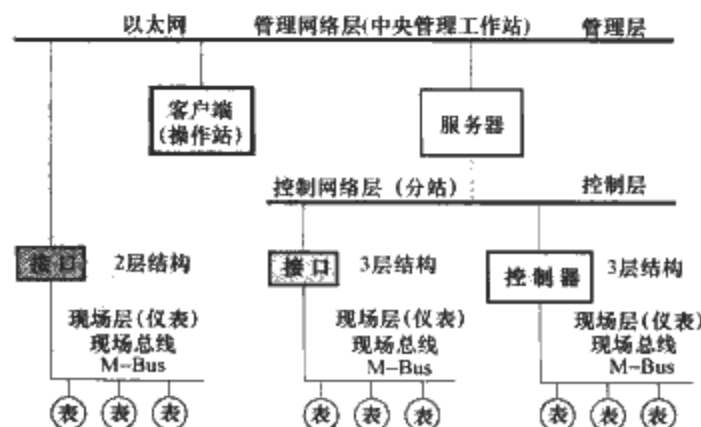 以太网 管理网络层(中央管理工作站) 管理层
客户端
(操作站)
服务器
控制网络层（分站） 控制层
接口 2层结构 接口 3层结构 控制器 3层结构
现场层(仪表) 现场层(仪表) 现场层(仪表)
现场总线 现场总线 现场总线
M-Bus M-Bus M-Bus
表 表 表 表 表 表 表 表 表